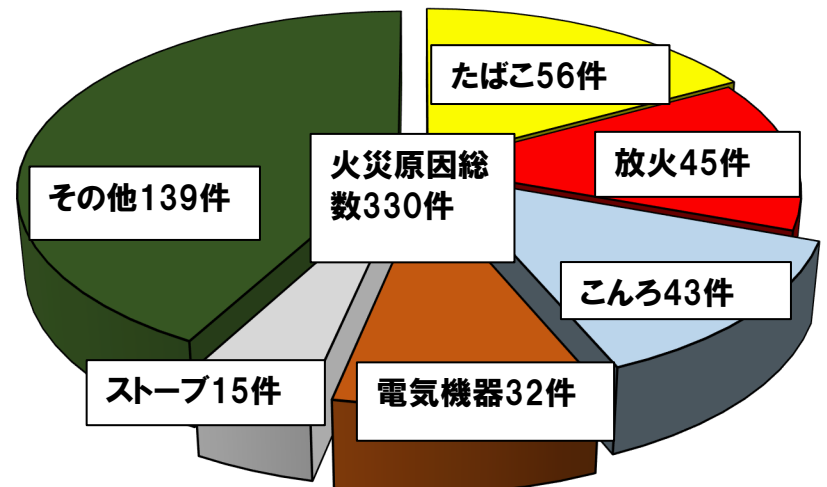 たばこ56件
放火45件
こんろ43件
電気機器32件
ストーブ15件
その他139件
火災原因総
数330件